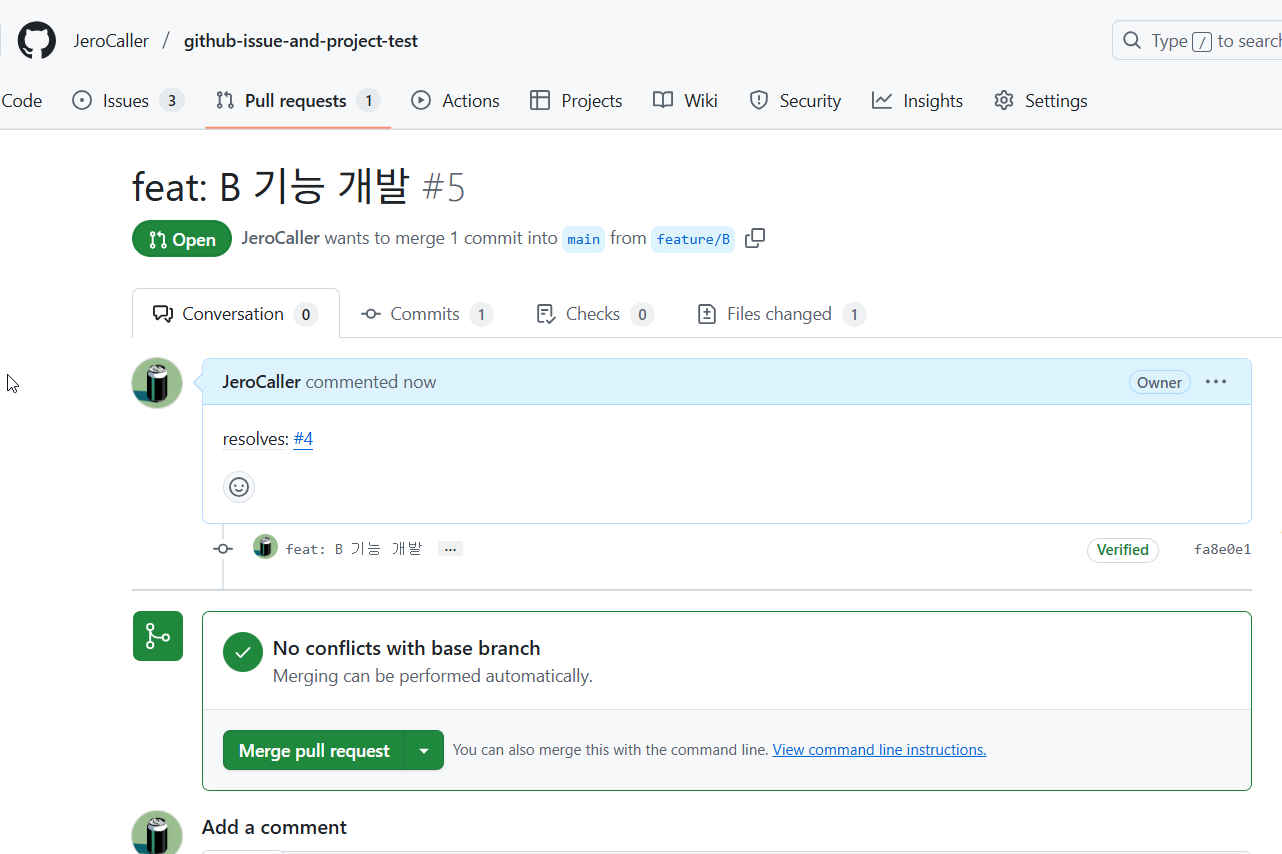 JeroCaller / github-issue-and-project-test Type / to search
Code Issues 3 Pull requests 1 Actions Projects Wiki Security Insights Settings
feat: B 기능 개발 #5
Open JeroCaller wants to merge 1 commit into main from feature/B
Conversation 0 Commits 1 Checks 0 Files changed 1
JeroCaller commented now Owner ...
resolves: #4
feat: B 기능 개발 ... Verified fa8e0e1
No conflicts with base branch
Merging can be performed automatically.
Merge pull request You can also merge this with the command line. View command line instructions.
Add a comment